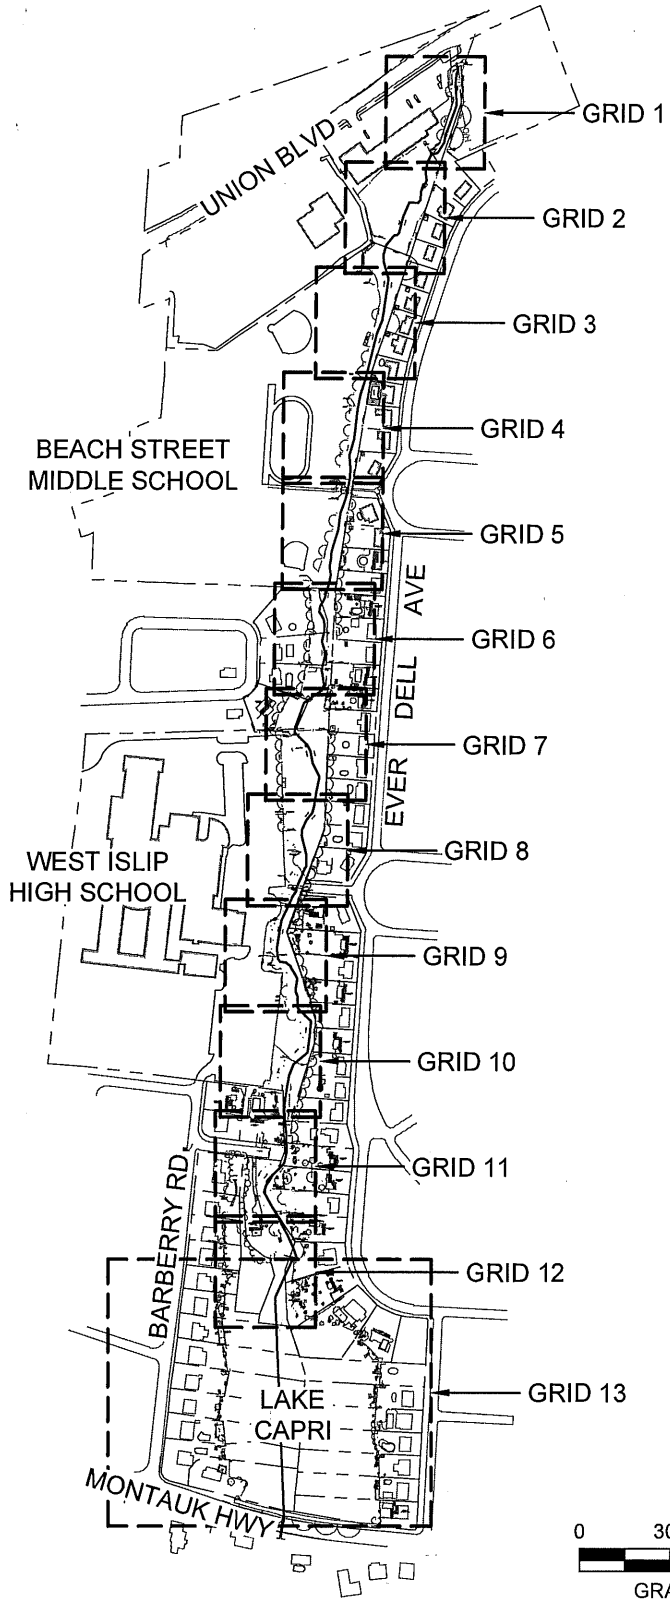 GRID 1
UNION BLVD
GRID 2
GRID 3
GRID 4
BEACH STREET
MIDDLE SCHOOL
GRID 5
GRID 6
EVER DELL AVE
GRID 7
GRID 8
WEST ISLIP
HIGH SCHOOL
GRID 9
GRID 10
GRID 11
BARBERRY RD.
GRID 12
GRID 13
LAKE
CAPRI
MONTAUK HWY
0 30
GRA